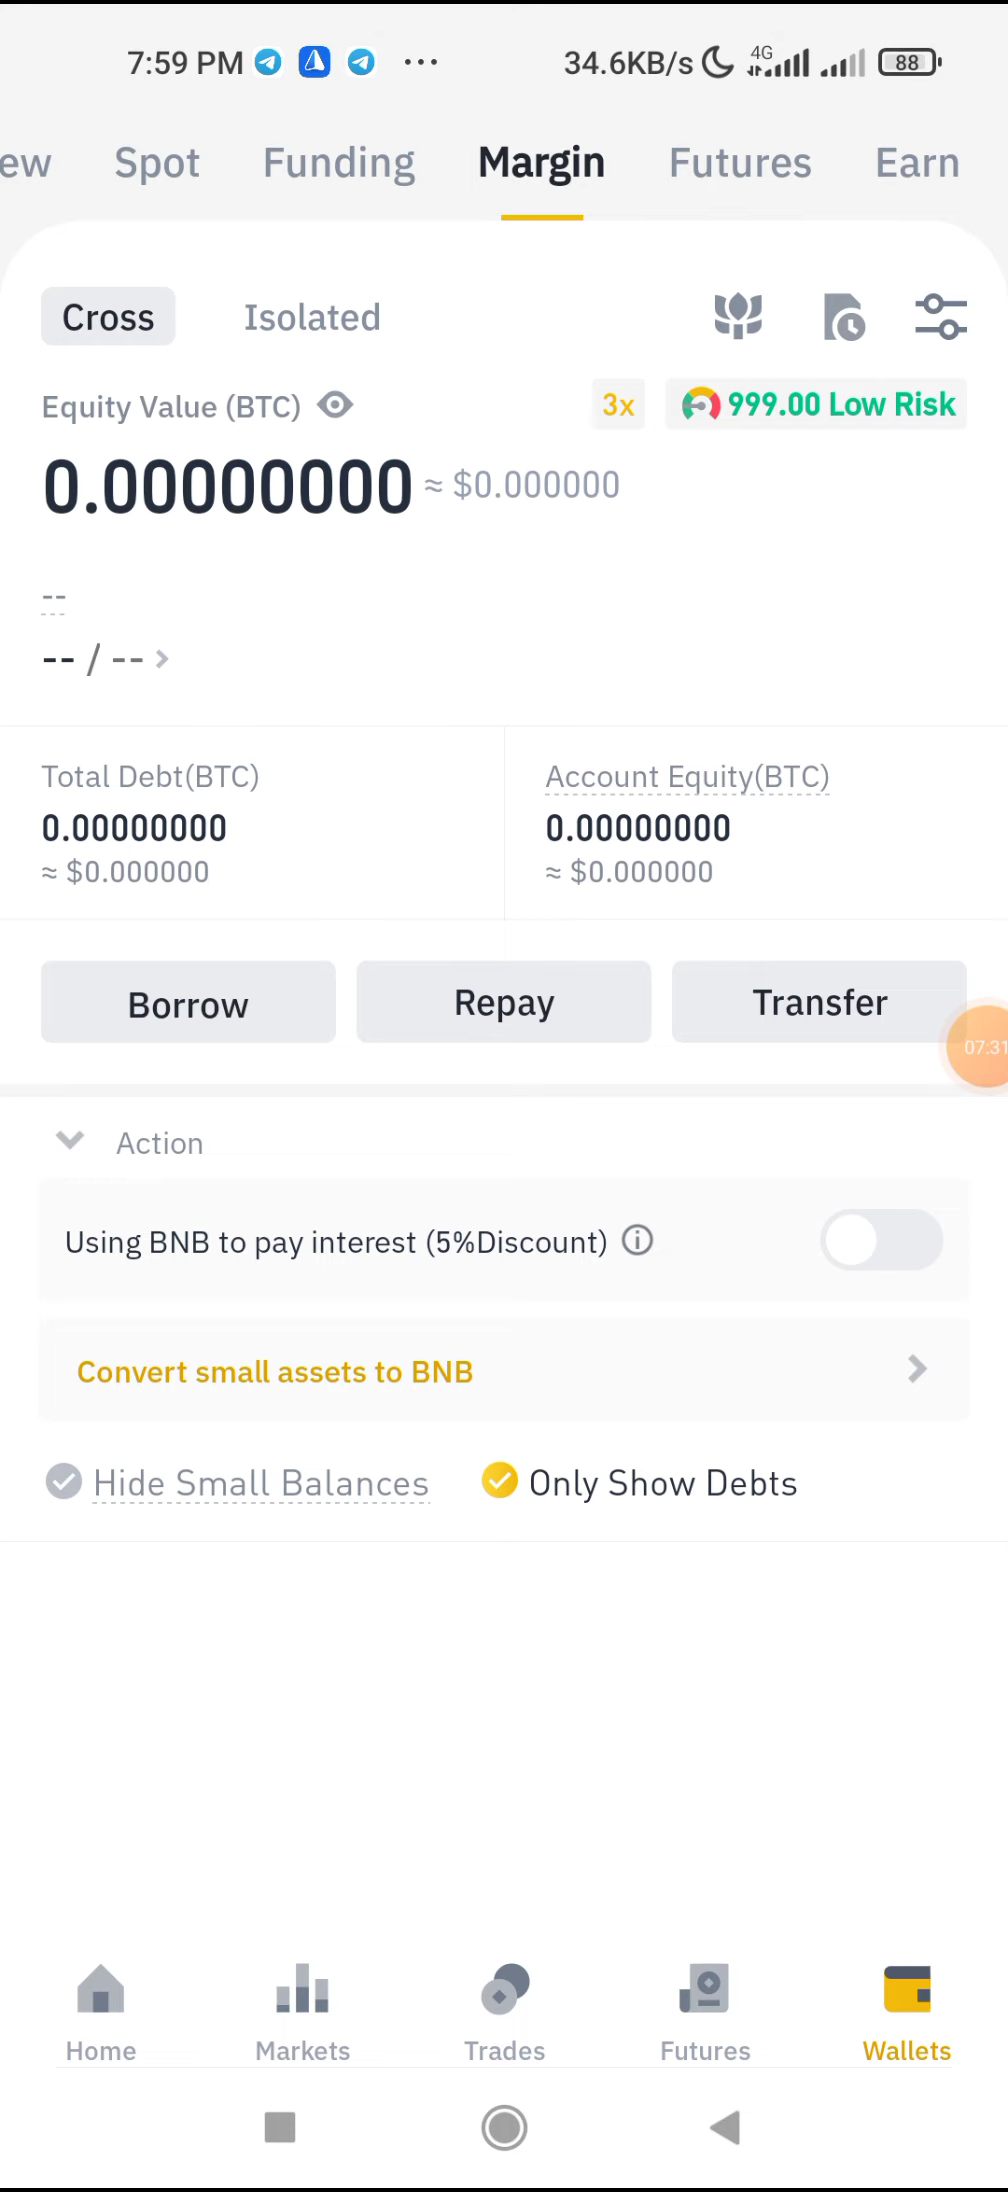 7:59 PM ... 34.6KB/s 4G 88
ew Spot Funding Margin Futures Earn
Cross Isolated
Equity Value (BTC) 3x 999.00 Low Risk
0.00000000 ≈ $0.000000
--
-- / -- >
Total Debt(BTC) Account Equity(BTC)
0.00000000 0.00000000
≈ $0.000000 ≈ $0.000000
Borrow Repay Transfer
07:31
Action
Using BNB to pay interest (5%Discount)
Convert small assets to BNB
Hide Small Balances Only Show Debts
Home Markets Trades Futures Wallets